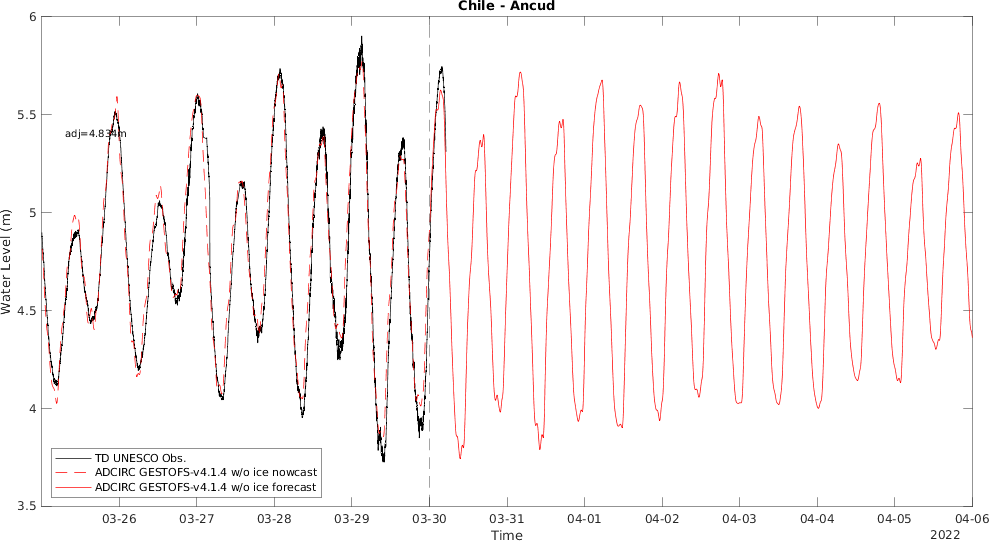 Chile - Ancud
6
5.5
5
4.5
4
3.5
Water Level (m)
adj=4.834m
TD UNESCO Obs.
ADCIRC GESTOFS-v4.1.4 w/o ice nowcast
ADCIRC GESTOFS-v4.1.4 w/o ice forecast
03-26 03-27 03-28 03-29 03-30 03-31 04-01 04-02 04-03 04-04 04-05 04-06
Time
2022